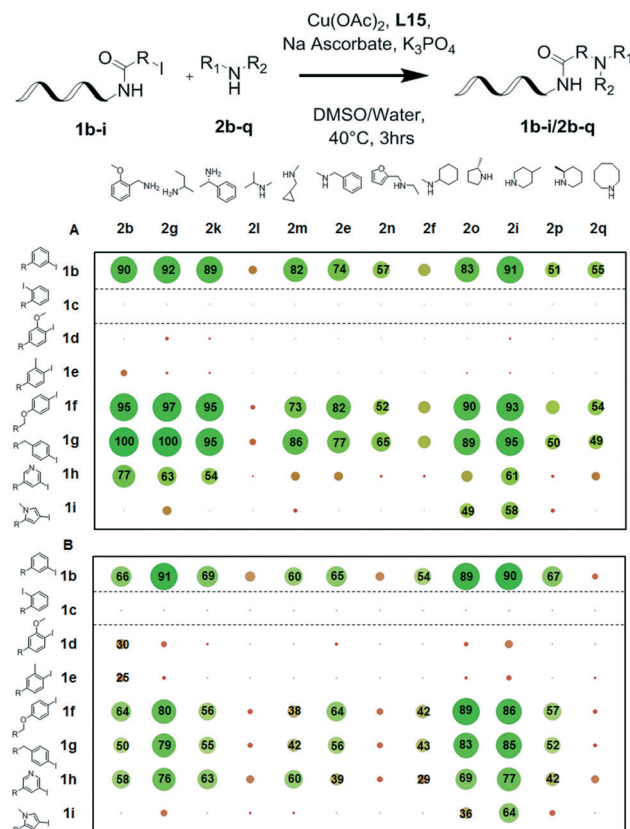 Cu(OAc)₂, L15,
Na Ascorbate, K₃PO₄
O R I NH
+
R₁ N H R₂
O R N R₁ NH R₂
1b-i
2b-q
DMSO/Water,
40°C, 3hrs
1b-i/2b-q
A 2b 2g 2k 2l 2m 2e 2n 2f 2o 2i 2p 2q
1b 90 92 89 82 74 57 83 91 51 55
1c
1d
1e
1f 95 97 95 73 82 52 90 93 54
1g 100 100 95 86 77 65 89 95 50 49
1h 77 63 54 61
1i 49 58
B
1b 66 91 69 60 65 54 89 90 67
1c
1d 30
1e 25
1f 64 80 56 38 64 42 89 86 57
1g 50 79 55 42 56 43 83 85 52
1h 58 76 63 60 39 29 69 77 42
1i 36 64